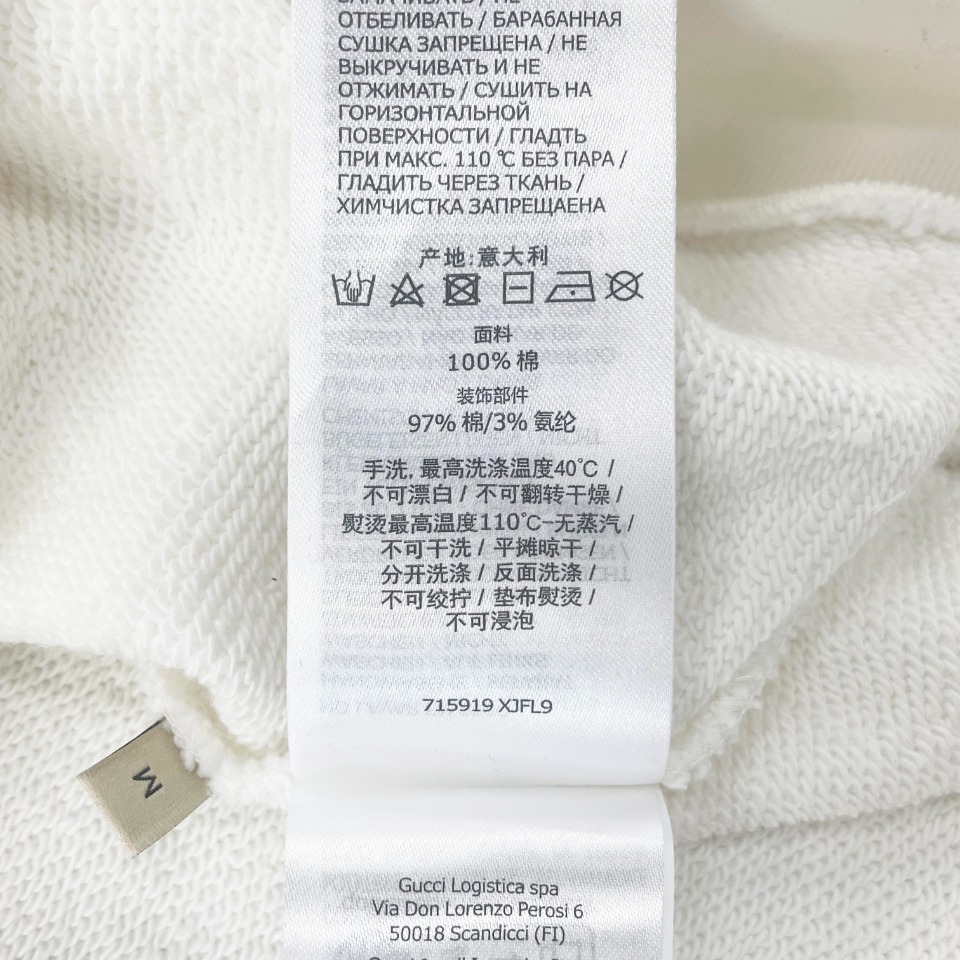 ОТБЕЛИВАТЬ / БАРАБАННАЯ
СУШКА ЗАПРЕЩЕНА / НЕ
ВЫКРУЧИВАТЬ И НЕ
ОТЖИМАТЬ / СУШИТЬ НА
ГОРИЗОНТАЛЬНОЙ
ПОВЕРХНОСТИ / ГЛАДТЬ
ПРИ МАКС. 110 °C БЕЗ ПАРА /
ГЛАДИТЬ ЧЕРЕЗ ТКАНЬ /
ХИМЧИСТКА ЗАПРЕЩАЕНА
产地:意大利
面料
100% 棉
装饰部件
97% 棉/3% 氨纶
手洗, 最高洗涤温度40°C /
不可漂白 / 不可翻转干燥 /
熨烫最高温度110°C-无蒸汽 /
不可干洗 / 平摊晾干 /
分开洗涤 / 反面洗涤 /
不可绞拧 / 垫布熨烫 /
不可浸泡
715919 XJFL9
M
Gucci Logistica spa
Via Don Lorenzo Perosi 6
50018 Scandicci (FI)